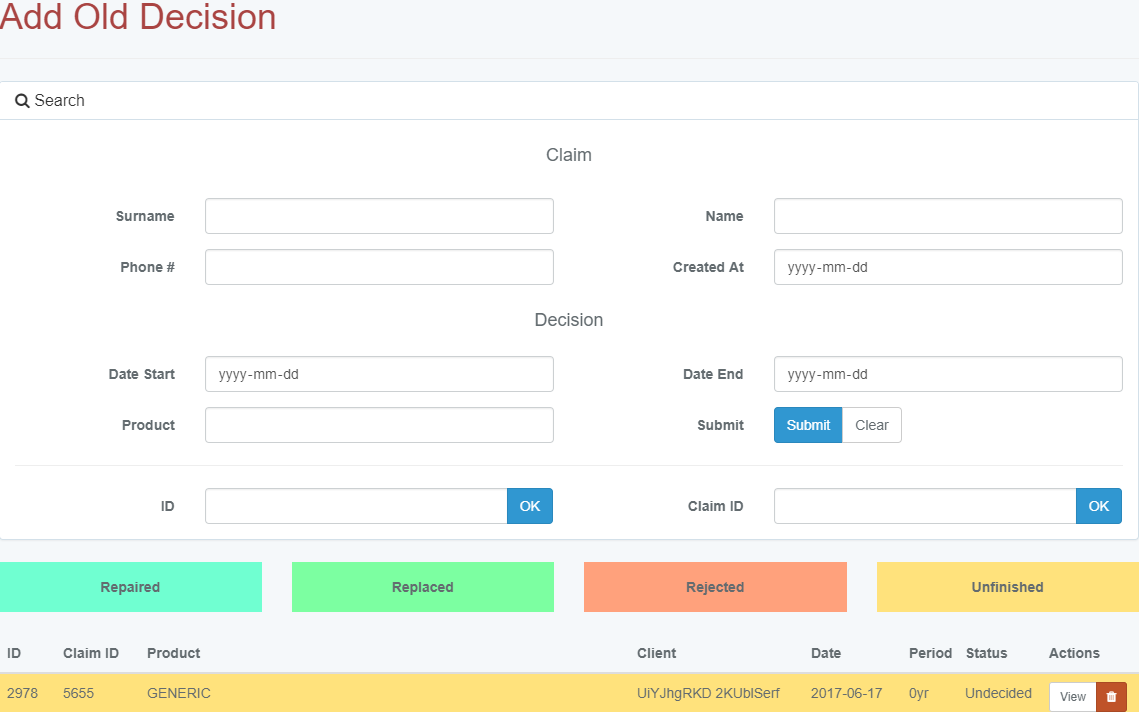 Add Old Decision
Search
Claim
Surname Name
Phone # Created At yyyy-mm-dd
Decision
Date Start yyyy-mm-dd Date End yyyy-mm-dd
Product Submit Submit Clear
ID OK Claim ID OK
Repaired Replaced Rejected Unfinished
ID Claim ID Product Client Date Period Status Actions
2978 5655 GENERIC UiYJhgRKD 2KUblSerf 2017-06-17 0yr Undecided View